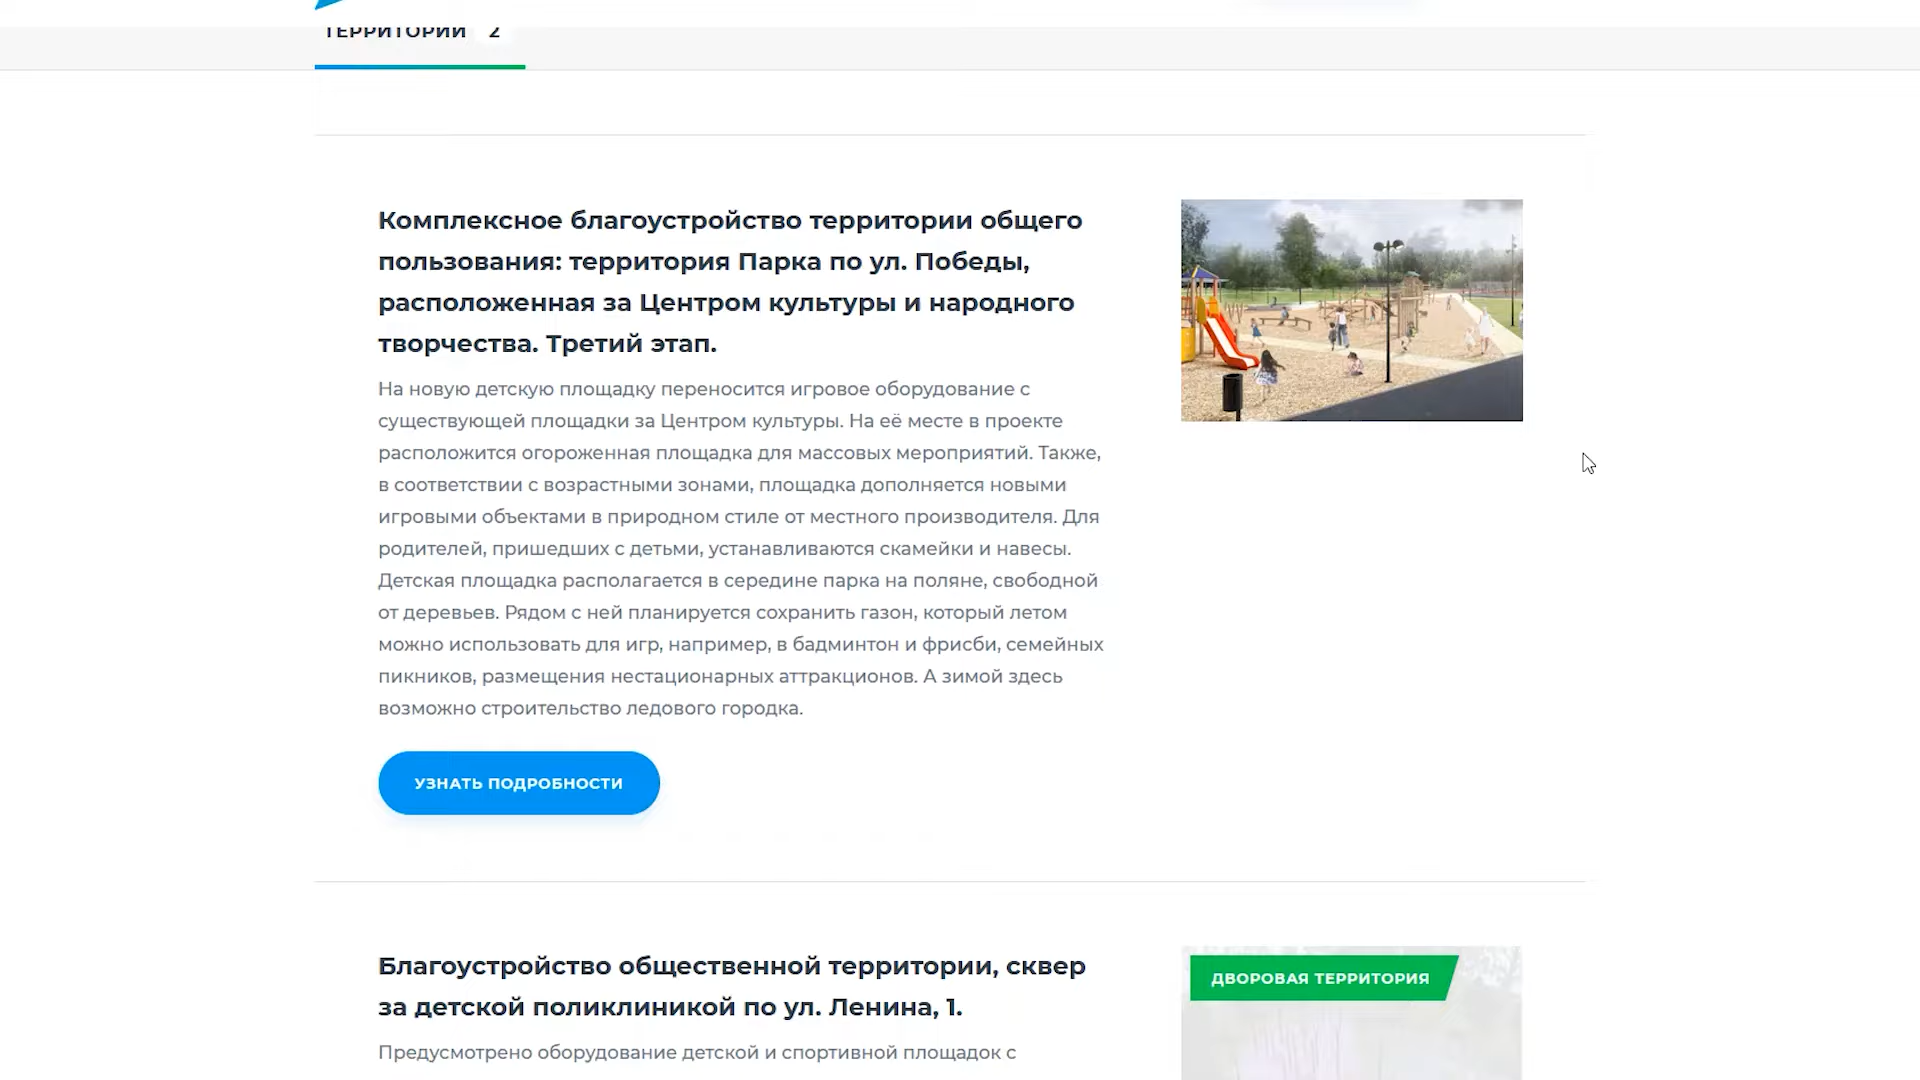 ТЕРРИТОРИИ 2
Комплексное благоустройство территории общего
пользования: территория Парка по ул. Победы,
расположенная за Центром культуры и народного
творчества. Третий этап.
На новую детскую площадку переносится игровое оборудование с
существующей площадки за Центром культуры. На её месте в проекте
расположится огороженная площадка для массовых мероприятий. Также,
в соответствии с возрастными зонами, площадка дополняется новыми
игровыми объектами в природном стиле от местного производителя. Для
родителей, пришедших с детьми, устанавливаются скамейки и навесы.
Детская площадка располагается в середине парка на поляне, свободной
от деревьев. Рядом с ней планируется сохранить газон, который летом
можно использовать для игр, например, в бадминтон и фрисби, семейных
пикников, размещения нестационарных аттракционов. А зимой здесь
возможно строительство ледового городка.
УЗНАТЬ ПОДРОБНОСТИ
Благоустройство общественной территории, сквер
за детской поликлиникой по ул. Ленина, 1.
Предусмотрено оборудование детской и спортивной площадок с
ДВОРОВАЯ ТЕРРИТОРИЯ